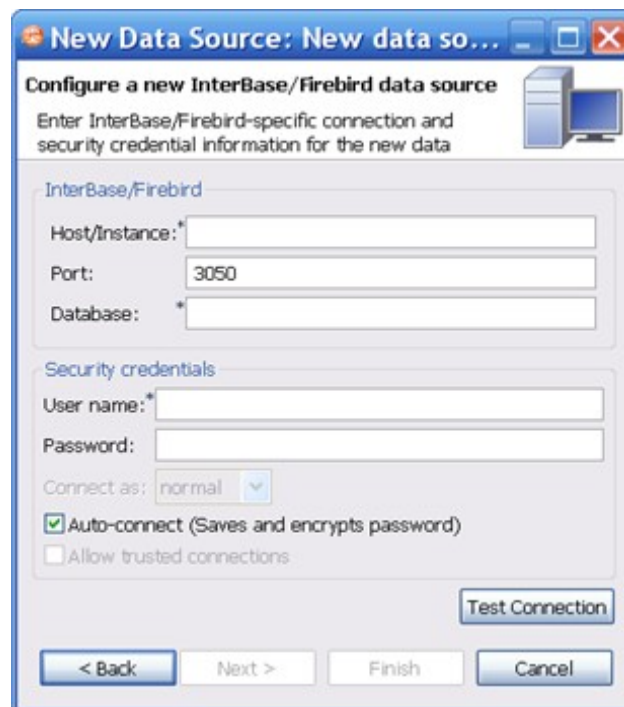 New Data Source: New data so...
Configure a new InterBase/Firebird data source
Enter InterBase/Firebird-specific connection and
security credential information for the new data
InterBase/Firebird
Host/Instance:*
Port: 3050
Database: *
Security credentials
User name:*
Password:
Connect as: normal
Auto-connect (Saves and encrypts password)
Allow trusted connections
Test Connection
< Back Next > Finish Cancel